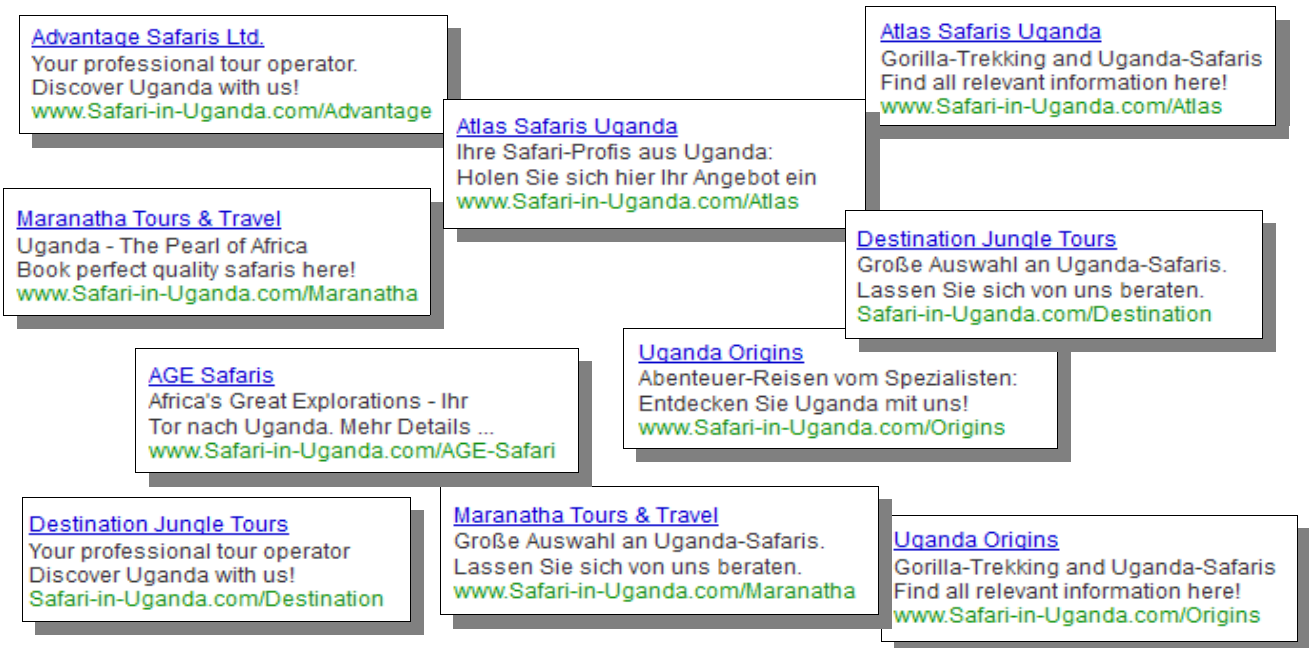 Advantage Safaris Ltd.
Your professional tour operator.
Discover Uganda with us!
www.Safari-in-Uganda.com/Advantage
Atlas Safaris Uganda
Gorilla-Trekking and Uganda-Safaris
Find all relevant information here!
www.Safari-in-Uganda.com/Atlas
Atlas Safaris Uganda
Ihre Safari-Profis aus Uganda:
Holen Sie sich hier Ihr Angebot ein
www.Safari-in-Uganda.com/Atlas
Maranatha Tours & Travel
Uganda - The Pearl of Africa
Book perfect quality safaris here!
www.Safari-in-Uganda.com/Maranatha
Destination Jungle Tours
Große Auswahl an Uganda-Safaris.
Lassen Sie sich von uns beraten.
Safari-in-Uganda.com/Destination
Uganda Origins
Abenteuer-Reisen vom Spezialisten:
Entdecken Sie Uganda mit uns!
www.Safari-in-Uganda.com/Origins
AGE Safaris
Africa's Great Explorations - Ihr
Tor nach Uganda. Mehr Details ...
www.Safari-in-Uganda.com/AGE-Safari
Destination Jungle Tours
Your professional tour operator
Discover Uganda with us!
Safari-in-Uganda.com/Destination
Maranatha Tours & Travel
Große Auswahl an Uganda-Safaris.
Lassen Sie sich von uns beraten.
www.Safari-in-Uganda.com/Maranatha
Uganda Origins
Gorilla-Trekking and Uganda-Safaris
Find all relevant information here!
www.Safari-in-Uganda.com/Origins